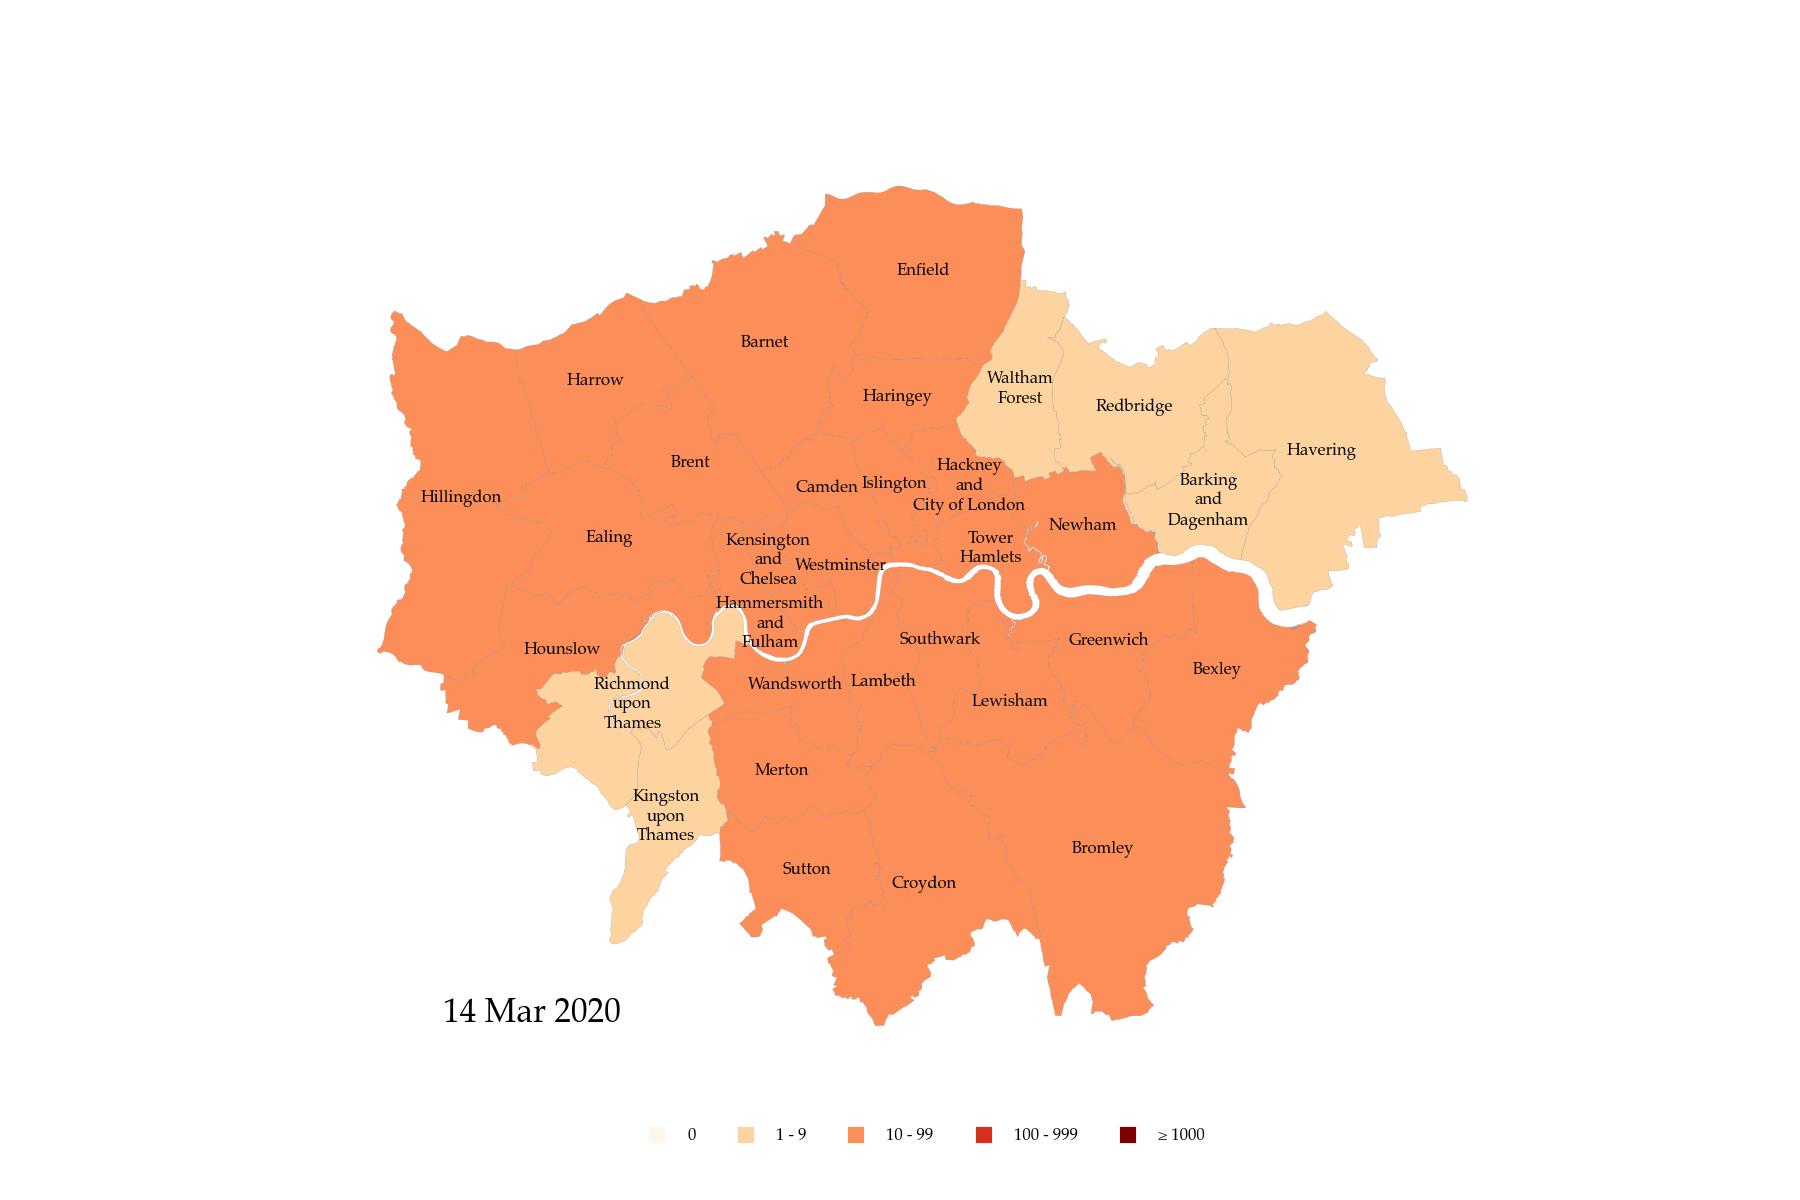 Enfield
Barnet
Waltham
Forest
Harrow
Haringey
Redbridge
Havering
Brent
Hackney
and
City of London
Camden
Islington
Hillingdon
Barking
and
Dagenham
Newham
Ealing
Kensington
and
Chelsea
Westminster
Tower
Hamlets
Hammersmith
and
Fulham
Hounslow
Southwark
Greenwich
Bexley
Richmond
upon
Thames
Wandsworth
Lambeth
Lewisham
Merton
Kingston
upon
Thames
Bromley
Sutton
Croydon
14 Mar 2020
0
1 - 9
10 - 99
100 - 999
≥ 1000